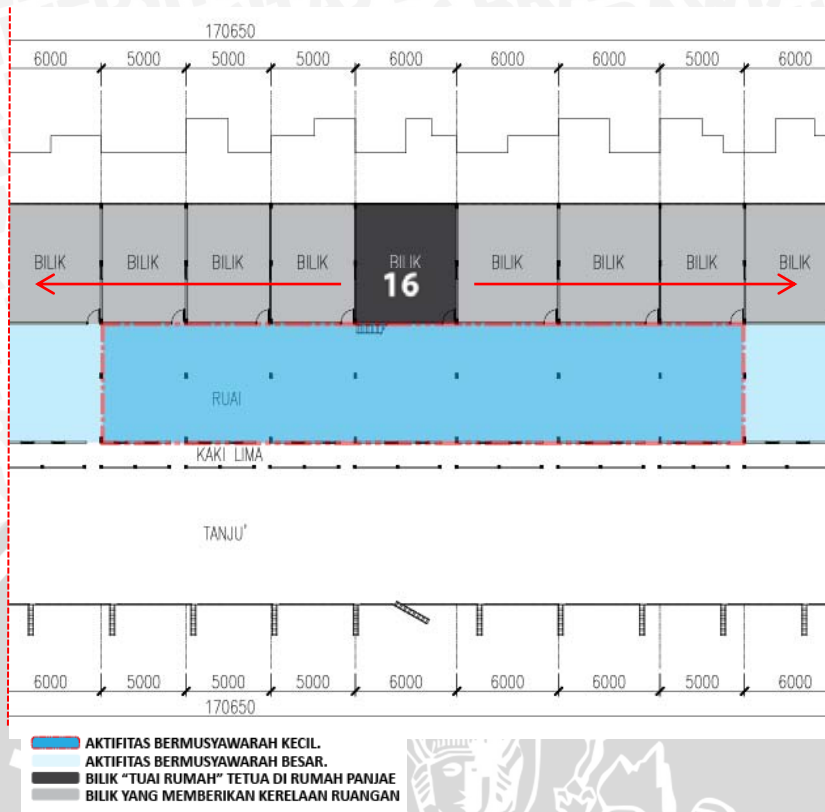 170650
6000 5000 5000 5000 6000 6000 6000 5000 6000
BILIK BILIK BILIK BILIK BILIK BILIK BILIK BILIK BILIK
16
RUAI
KAKI LIMA
TANJU'
6000 5000 5000 5000 6000 6000 6000 5000 6000
170650
AKTIFITAS BERMUSYAWARAH KECIL.
AKTIFITAS BERMUSYAWARAH BESAR.
BILIK "TUAI RUMAH" TETUA DI RUMAH PANJAE
BILIK YANG MEMBERIKAN KERELAAN RUANGAN